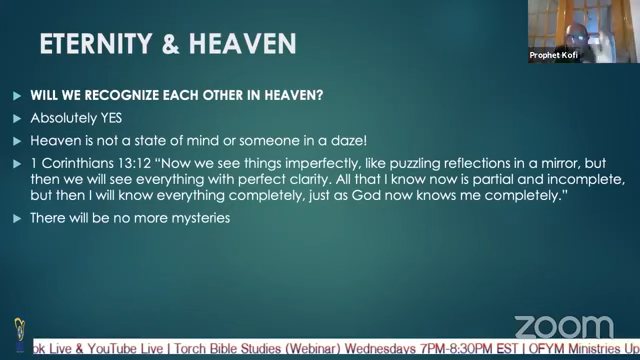 ETERNITY & HEAVEN
Prophet Kofi
WILL WE RECOGNIZE EACH OTHER IN HEAVEN?
Absolutely YES
Heaven is not a state of mind or someone in a daze!
1 Corinthians 13:12 “Now we see things imperfectly, like puzzling reflections in a mirror, but
then we will see everything with perfect clarity. All that I know now is partial and incomplete,
but then I will know everything completely, just as God now knows me completely.”
There will be no more mysteries
zoom
ok Live & YouTube Live | Torch Bible Studies (Webinar) Wednesdays 7PM-8:30PM EST | OFYM Ministries Up